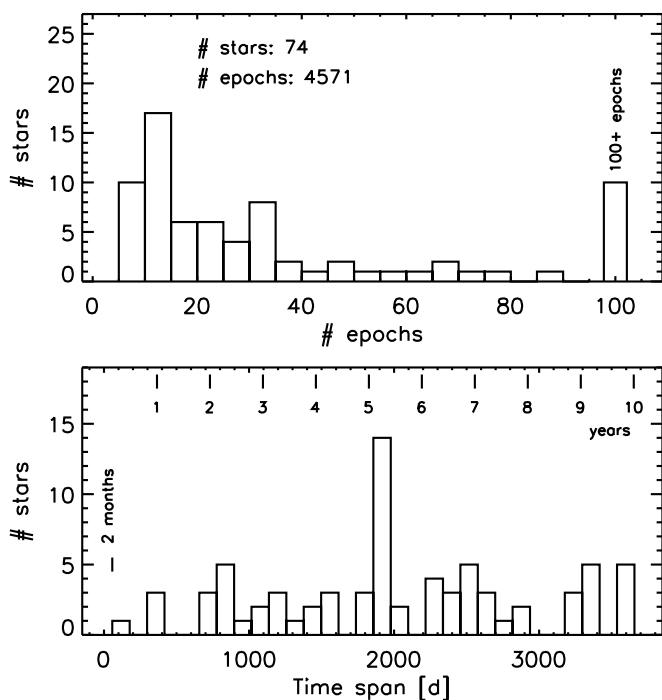 # stars: 74
# epochs: 4571
100+ epochs
# stars
25
20
15
10
5
0
0 20 40 60 80 100
# epochs
1 2 3 4 5 6 7 8 9 10
years
2 months
# stars
15
10
5
0
0 1000 2000 3000
Time span [d]